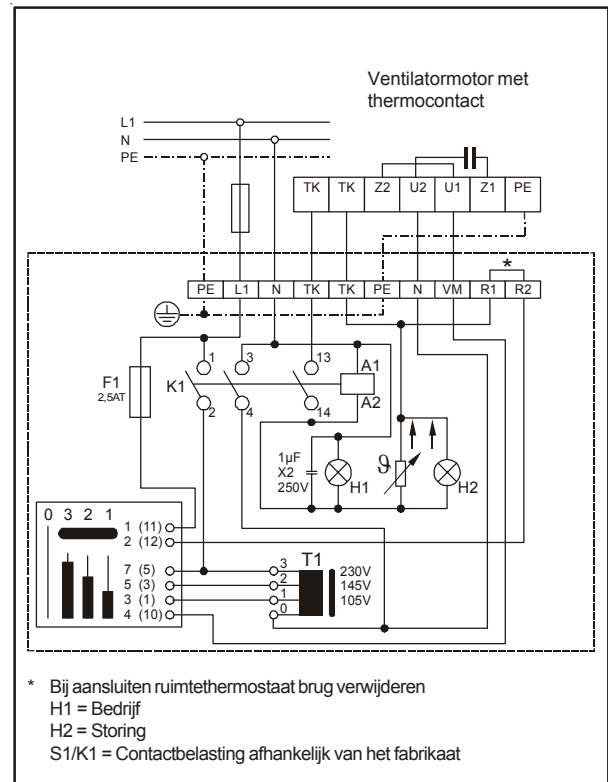 Ventilatormotor met
thermocontact
L1
N
PE
TK TK Z2 U2 U1 Z1 PE
*
PE L1 N TK TK PE N VM R1 R2
1 3 13 A1
F1
2,5AT
K1
2 4 14 A2
1µF
X2
250V
H1
ϑ
H2
0 3 2 1
1 (11)
2 (12)
7 (5)
5 (3)
3 (1)
4 (10)
T1
3 230V
2 145V
1 105V
0
* Bij aansluiten ruimtethermostaat brug verwijderen
H1 = Bedrijf
H2 = Storing
S1/K1 = Contactbelasting afhankelijk van het fabrikaat